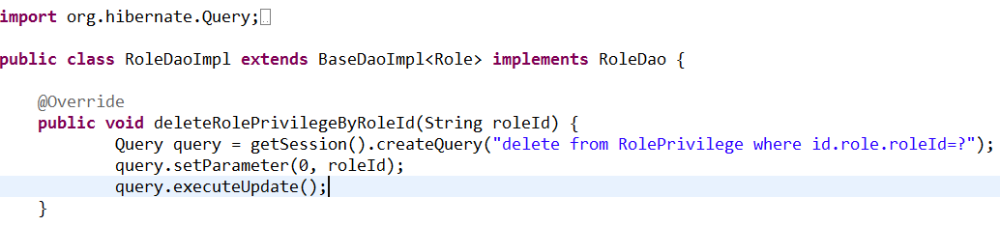 import org.hibernate.Query;
public class RoleDaoImpl extends BaseDaoImpl<Role> implements RoleDao {
@Override
public void deleteRolePrivilegeByRoleId(String roleId) {
Query query = getSession().createQuery("delete from RolePrivilege where id.role.roleId=?");
query.setParameter(0, roleId);
query.executeUpdate();
}